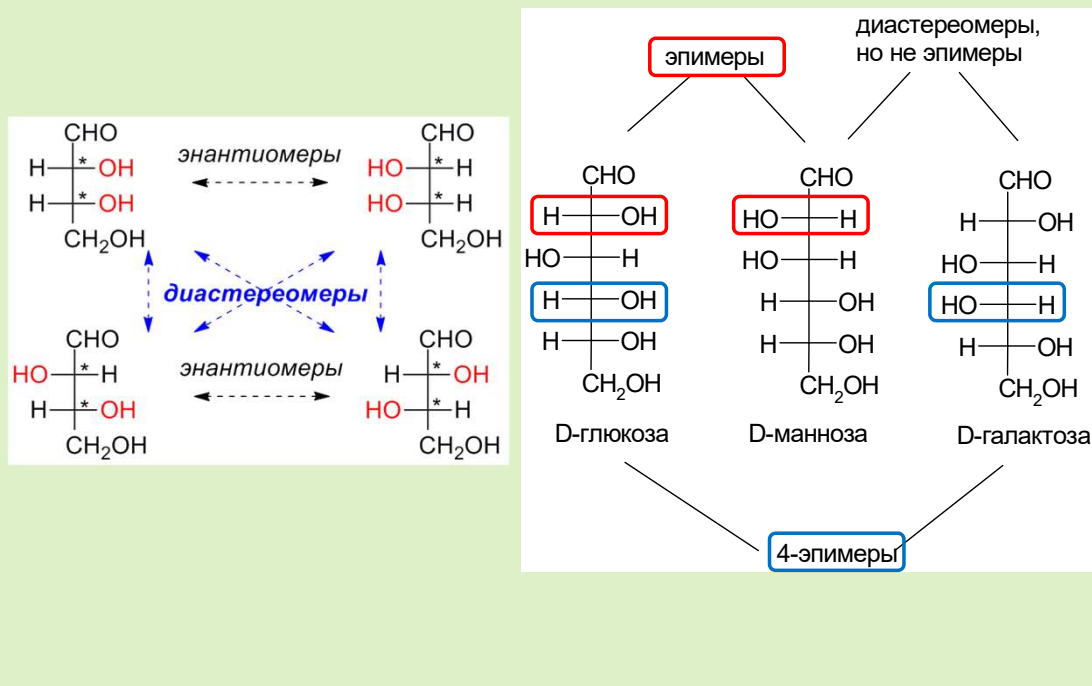 CHO
H * OH
H * OH
CH2OH
энантиомеры
CHO
HO * H
HO * H
CH2OH
диастереомеры
CHO
HO * H
H * OH
CH2OH
энантиомеры
CHO
H * OH
HO * H
CH2OH
эпимеры
диастереомеры,
но не эпимеры
CHO
H OH
HO H
H OH
H OH
CH2OH
D-глюкоза
CHO
HO H
HO H
H OH
H OH
CH2OH
D-манноза
CHO
H OH
HO H
HO H
H OH
CH2OH
D-галактоза
4-эпимеры